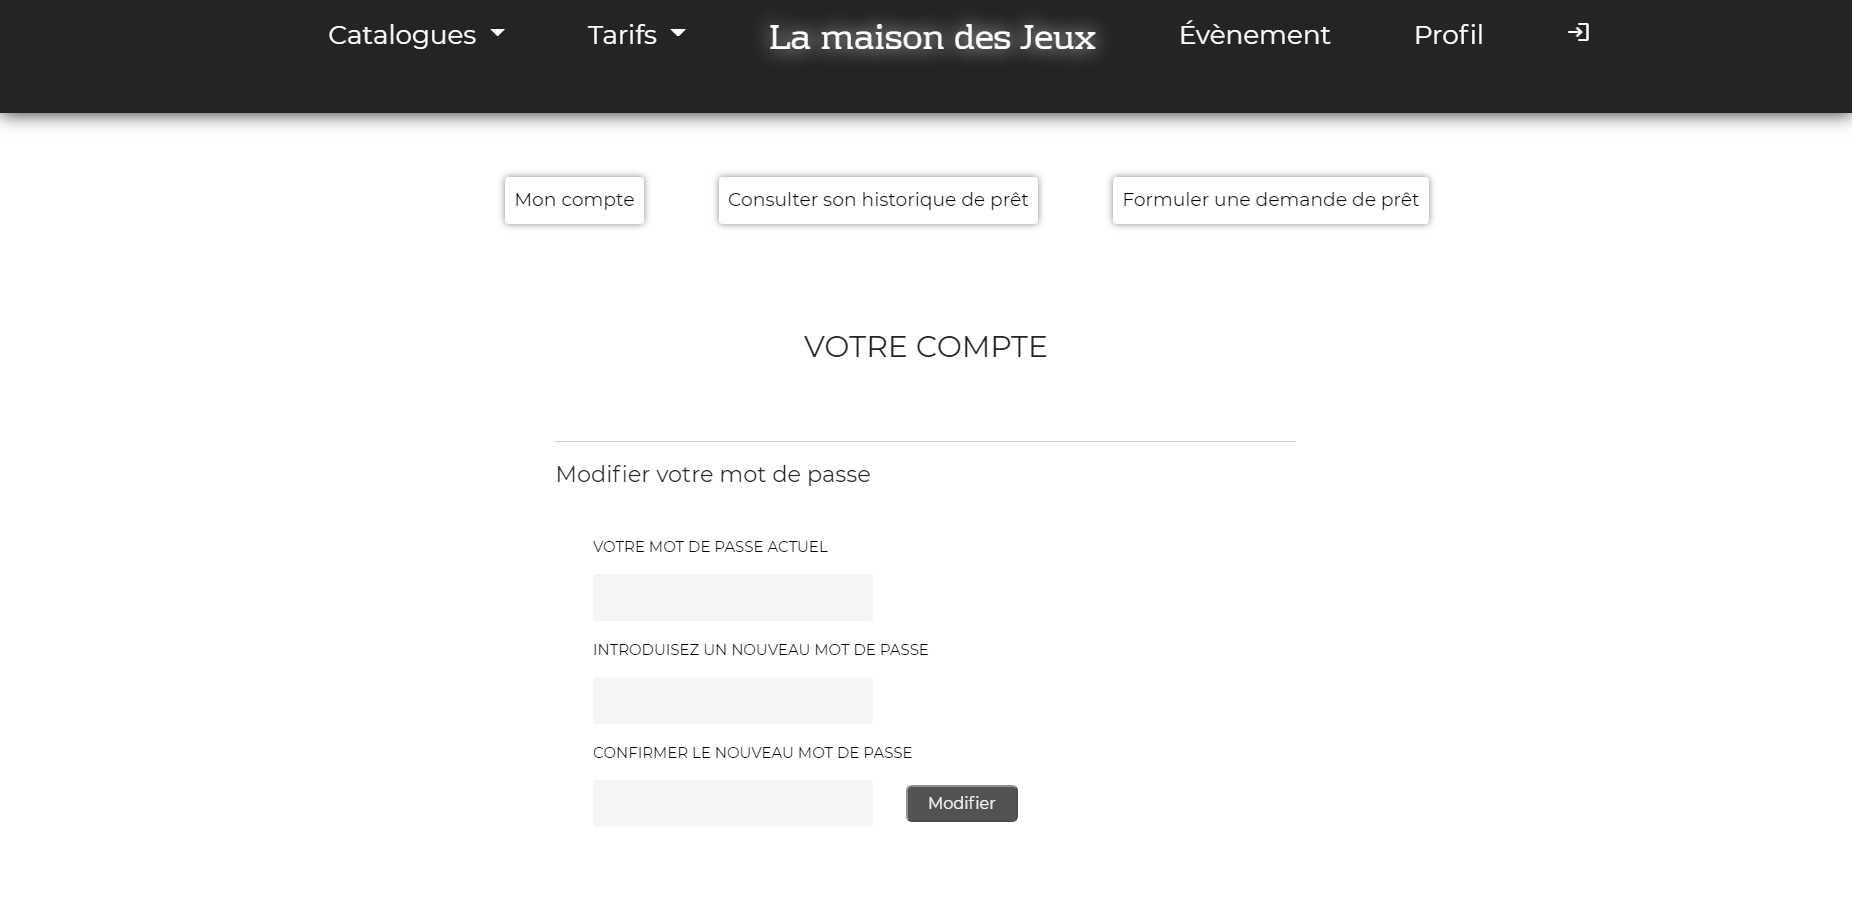 Catalogues Tarifs La maison des Jeux Évènement Profil
Mon compte Consulter son historique de prêt Formuler une demande de prêt
VOTRE COMPTE
Modifier votre mot de passe
VOTRE MOT DE PASSE ACTUEL
INTRODUISEZ UN NOUVEAU MOT DE PASSE
CONFIRMER LE NOUVEAU MOT DE PASSE
Modifier